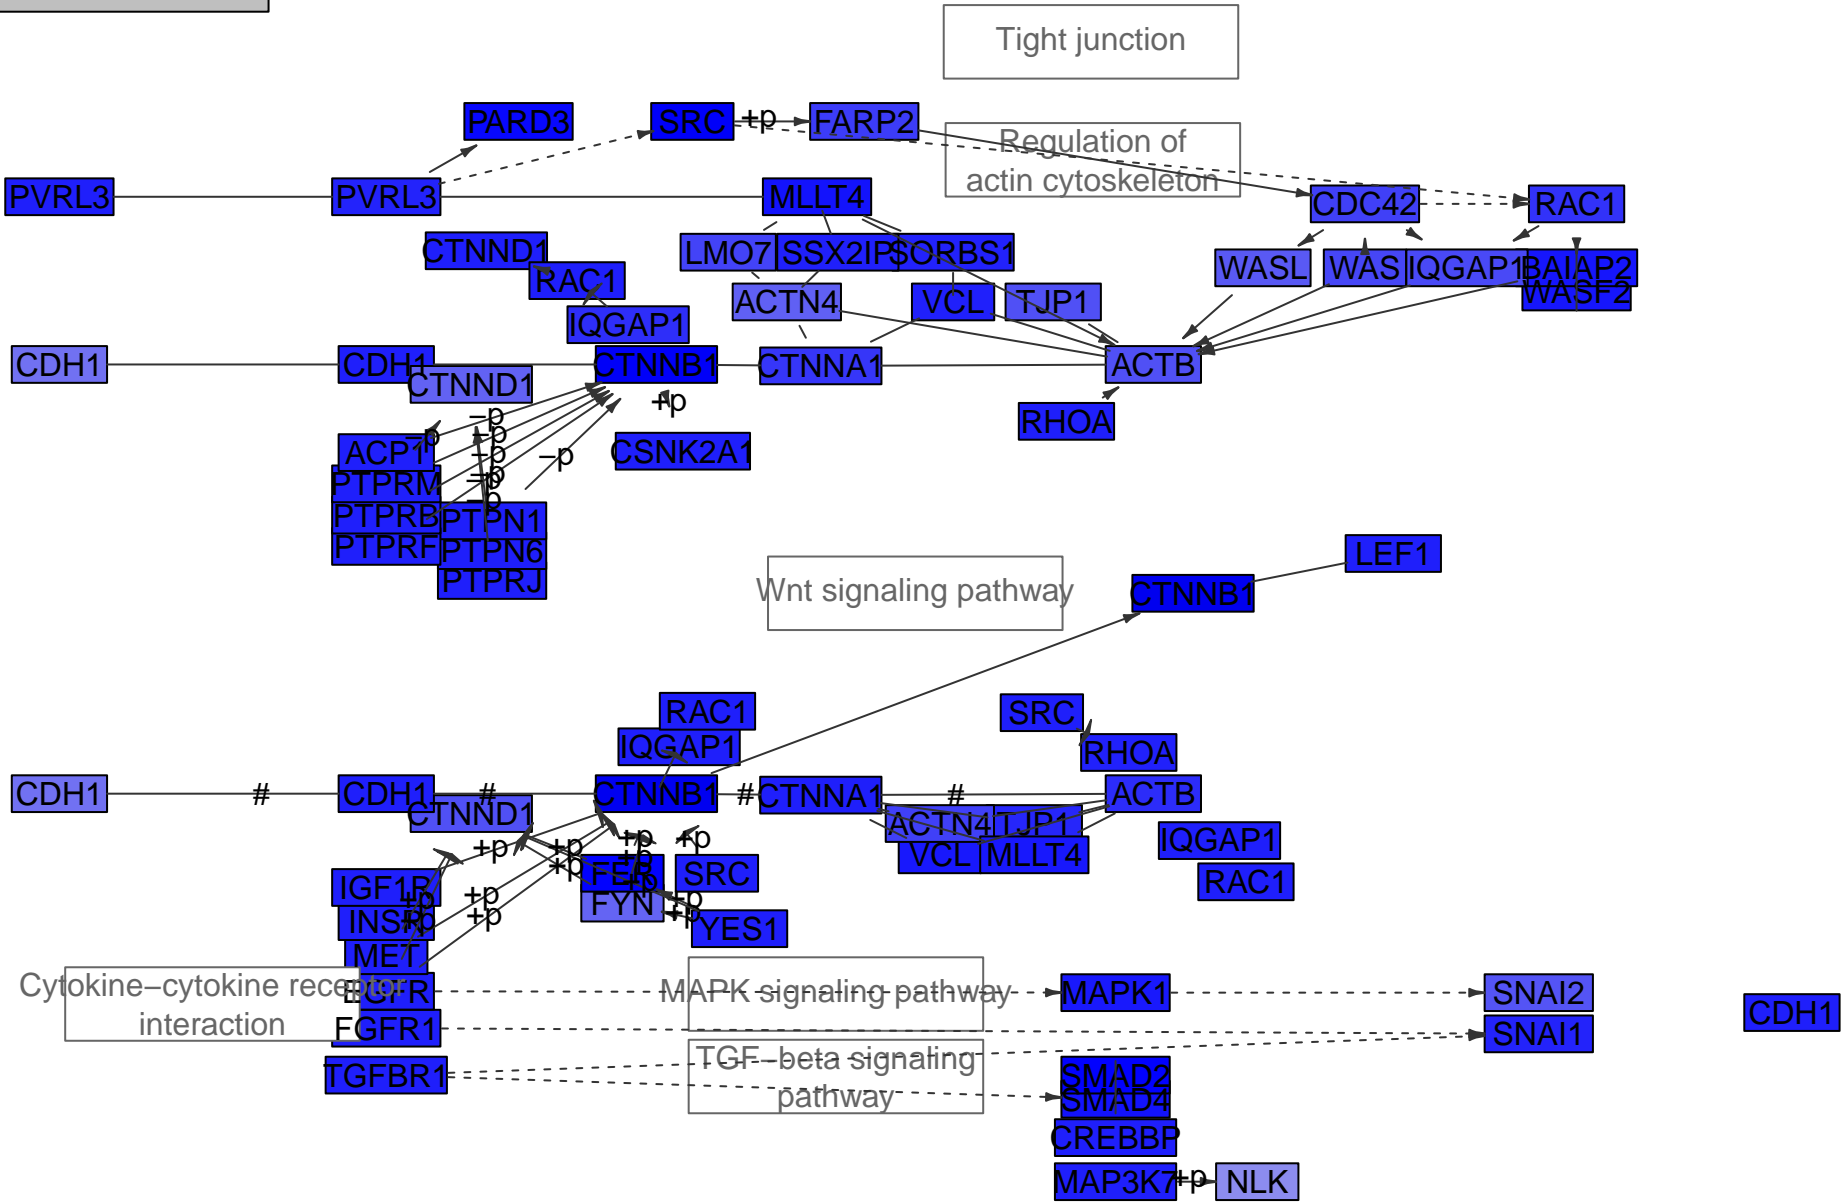 Tight junction
PARD3
SRC
+p
FARP2
Regulation of
actin cytoskeleton
PVRL3
PVRL3
MLLT4
CDC42
RAC1
CTNND1
LMO7
SSX2IP
SORBS1
WASL
WAS
IQGAP1
BAIAP2
WASF2
RAC1
ACTN4
VCL
TJP1
IQGAP1
CDH1
CDH1
CTNND1
CTNNB1
CTNNA1
ACTB
+p
RHOA
–p
–p
–p
–p
–p
–p
–p
–p
ACP1
CSNK2A1
PTPRM
PTPRB
PTPN1
PTPRF
PTPN6
PTPRJ
LEF1
Wnt signaling pathway
CTNNB1
RAC1
SRC
IQGAP1
RHOA
CDH1
#
CDH1
#
CTNNB1
#
CTNNA1
#
ACTB
CTNND1
ACTN4
TJP1
+p
+p
+p
+p
IQGAP1
VCL
MLLT4
+p
+p
IGF1R
FER
+p
SRC
RAC1
+p
+p
+p
INSR
+p
+p
FYN
+p
+p
YES1
MET
Cytokine–cytokine receptor
interaction
EGFR
MAPK signaling pathway
MAPK1
SNAI2
CDH1
FGFR1
SNAI1
TGF–beta signaling
pathway
TGFBR1
SMAD2
SMAD4
CREBBP
MAP3K7
+p
NLK